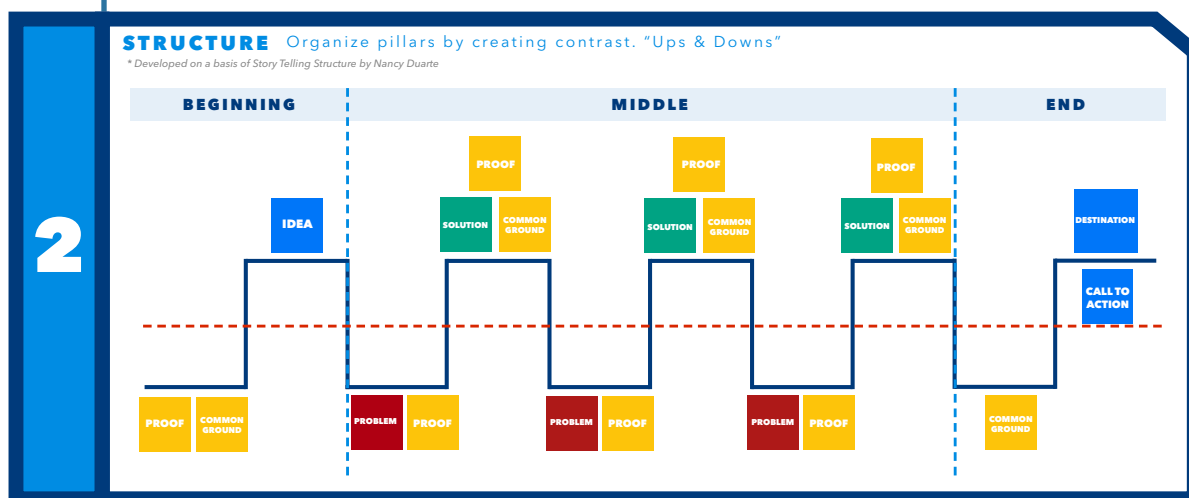 STRUCTURE Organize pillars by creating contrast. "Ups & Downs"
* Developed on a basis of Story Telling Structure by Nancy Duarte
BEGINNING MIDDLE END
2
PROOF PROOF PROOF
IDEA
SOLUTION
COMMON
GROUND
SOLUTION
COMMON
GROUND
SOLUTION
COMMON
GROUND
DESTINATION
CALL TO
ACTION
PROOF
COMMON
GROUND
PROBLEM
PROOF
PROBLEM
PROOF
PROBLEM
PROOF
COMMON
GROUND